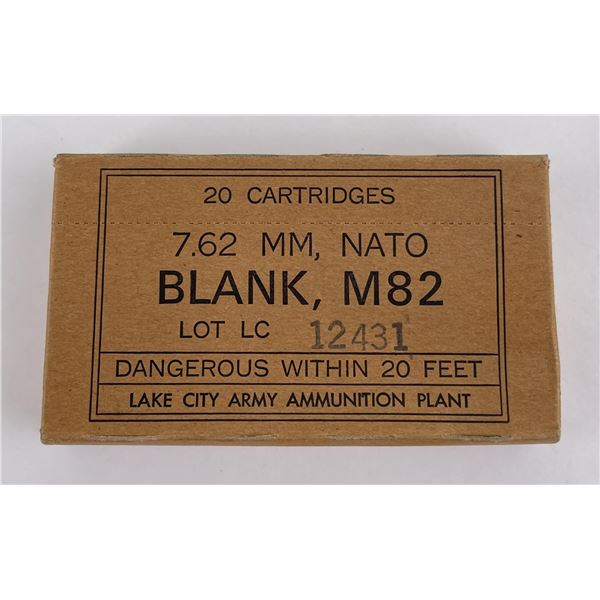 20 CARTRIDGES
7.62 MM, NATO
BLANK, M82
LOT LC 12431
DANGEROUS WITHIN 20 FEET
LAKE CITY ARMY AMMUNITION PLANT